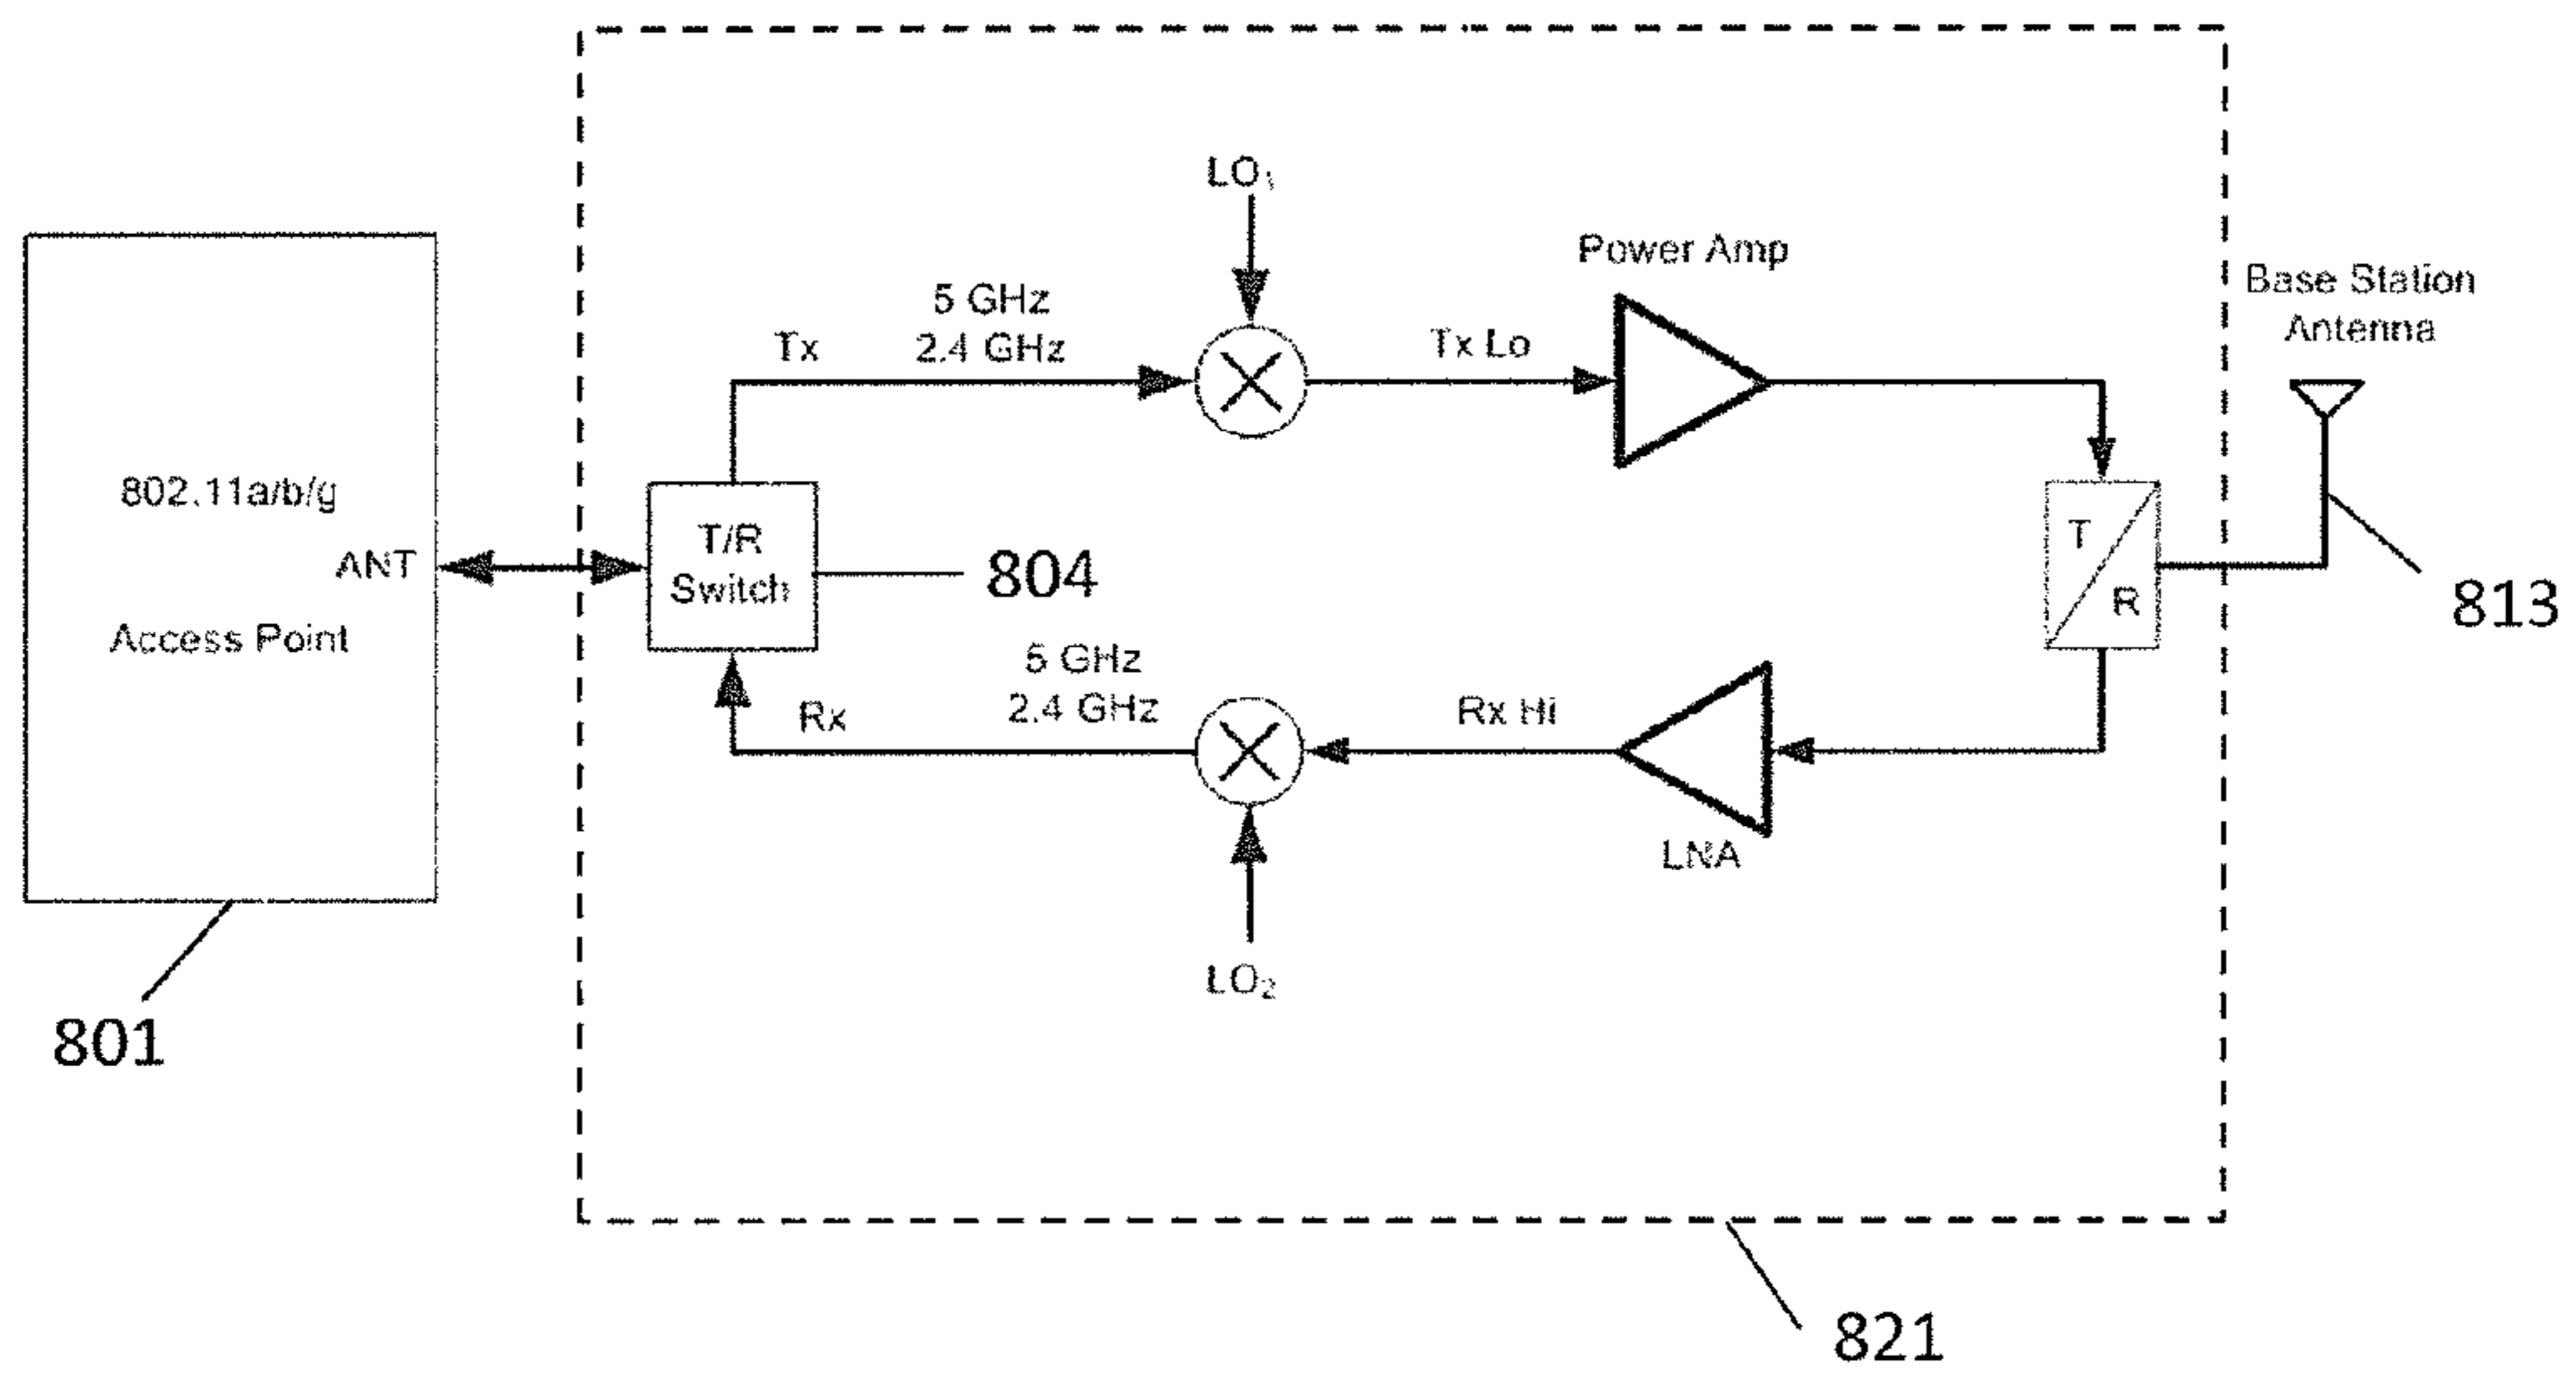 LO₁
Power Amp
5 GHz
2.4 GHz
Tx
Tx Lo
Base Station
Antenna
802.11a/b/g
ANT
Access Point
T/R
Switch
804
T
R
813
5 GHz
2.4 GHz
Rx
Rx Hi
LNA
LO₂
801
821